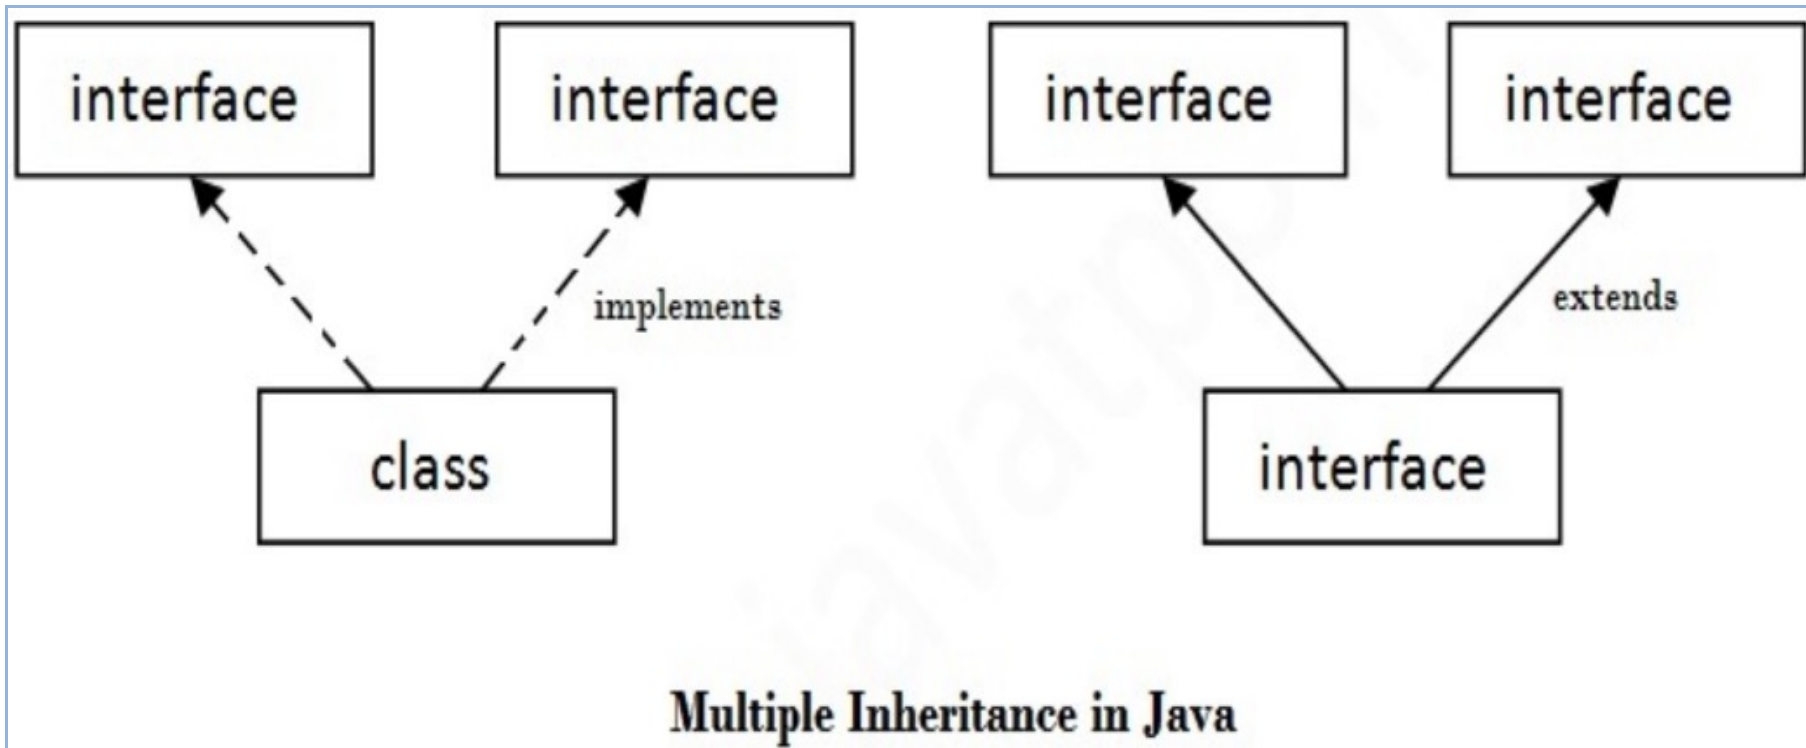 interface interface interface interface
implements extends
class interface
Multiple Inheritance in Java